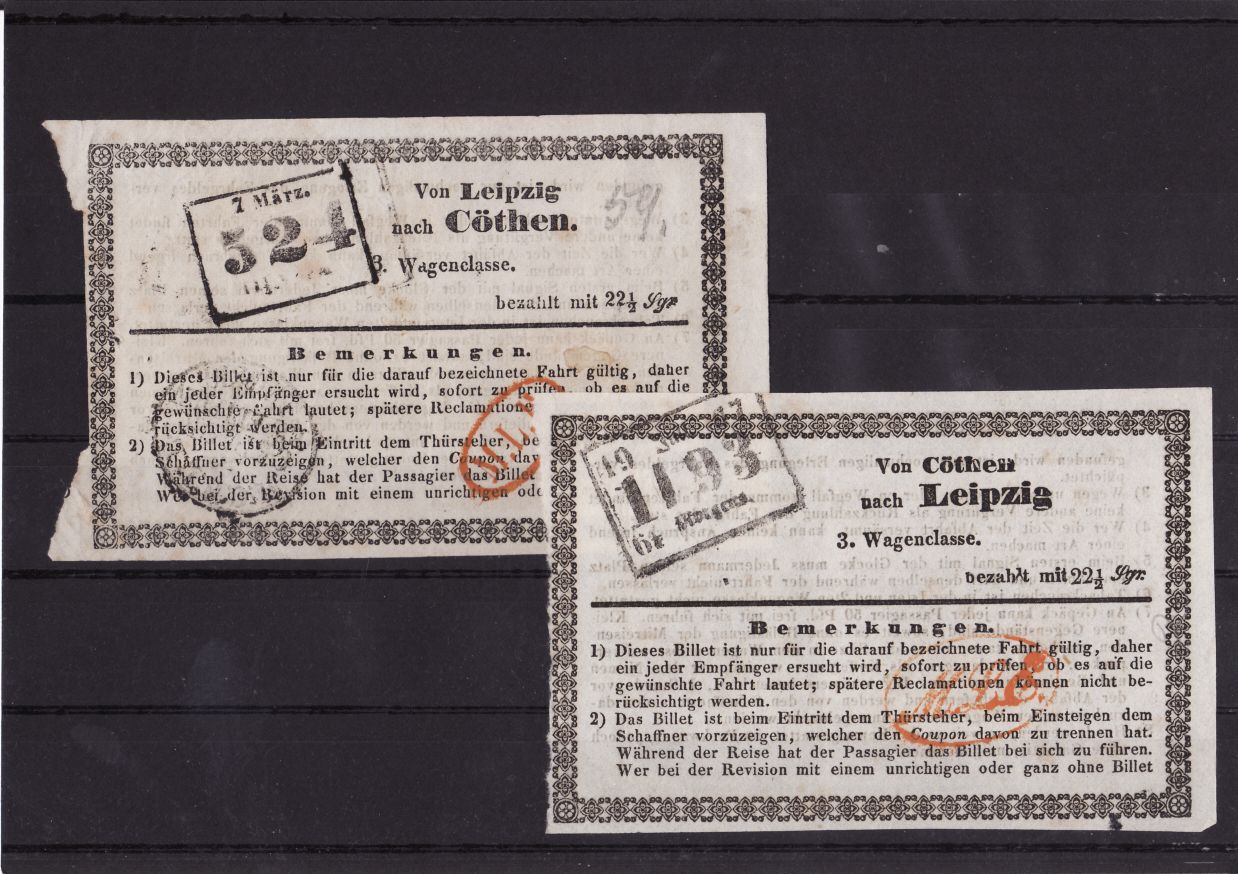 7 März.
524
Von Leipzig
nach Cöthen.
59.
3. Wagenclasse.
bezahlt mit 22½ Sgr
Bemerkungen.
1) Dieses Billet ist nur für die darauf bezeichnete Fahrt gültig, daher
ein jeder Empfänger ersucht wird, sofort zu prüfen, ob es auf die
gewünschte Fahrt lautet; spätere Reclamatione
rücksichtigt werden.
2) Das Billet ist beim Eintritt dem Thürsteher, be
Schaffner vorzuzeigen, welcher den Coupon dav
Während der Reise hat der Passagier das Billet
Wer bei der Revision mit einem unrichtigen ode
19
1193
6¼ Morgens
Von Cöthen
nach Leipzig
3. Wagenclasse.
bezahlt mit 22½ Sgr.
Bemerkungen.
1) Dieses Billet ist nur für die darauf bezeichnete Fahrt gültig, daher
ein jeder Empfänger ersucht wird, sofort zu prüfen, ob es auf die
gewünschte Fahrt lautet; spätere Reclamationen können nicht be-
rücksichtigt werden.
M.L.E.
2) Das Billet ist beim Eintritt dem Thürsteher, beim Einsteigen dem
Schaffner vorzuzeigen, welcher den Coupon davon zu trennen hat.
Während der Reise hat der Passagier das Billet bei sich zu führen.
Wer bei der Revision mit einem unrichtigen oder ganz ohne Billet